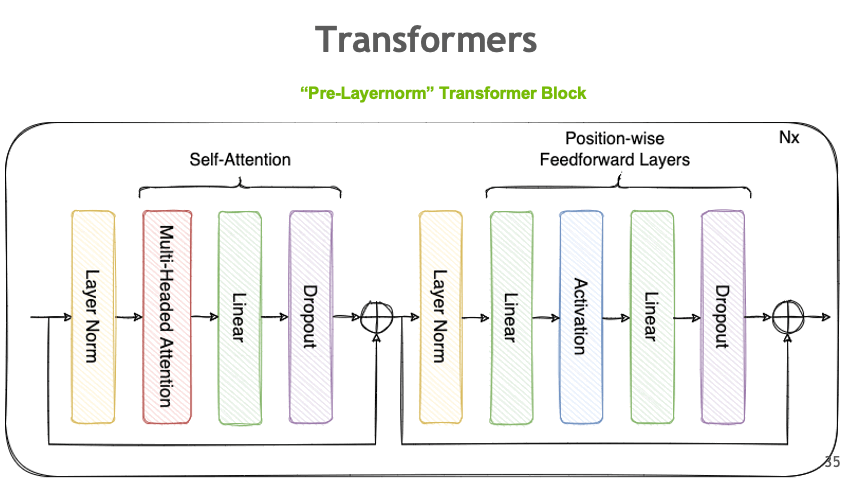 Transformers
“Pre-Layernorm” Transformer Block
Self-Attention
Position-wise
Feedforward Layers
Nx
Layer Norm
Multi-Headed Attention
Linear
Dropout
Layer Norm
Linear
Activation
Linear
Dropout
35